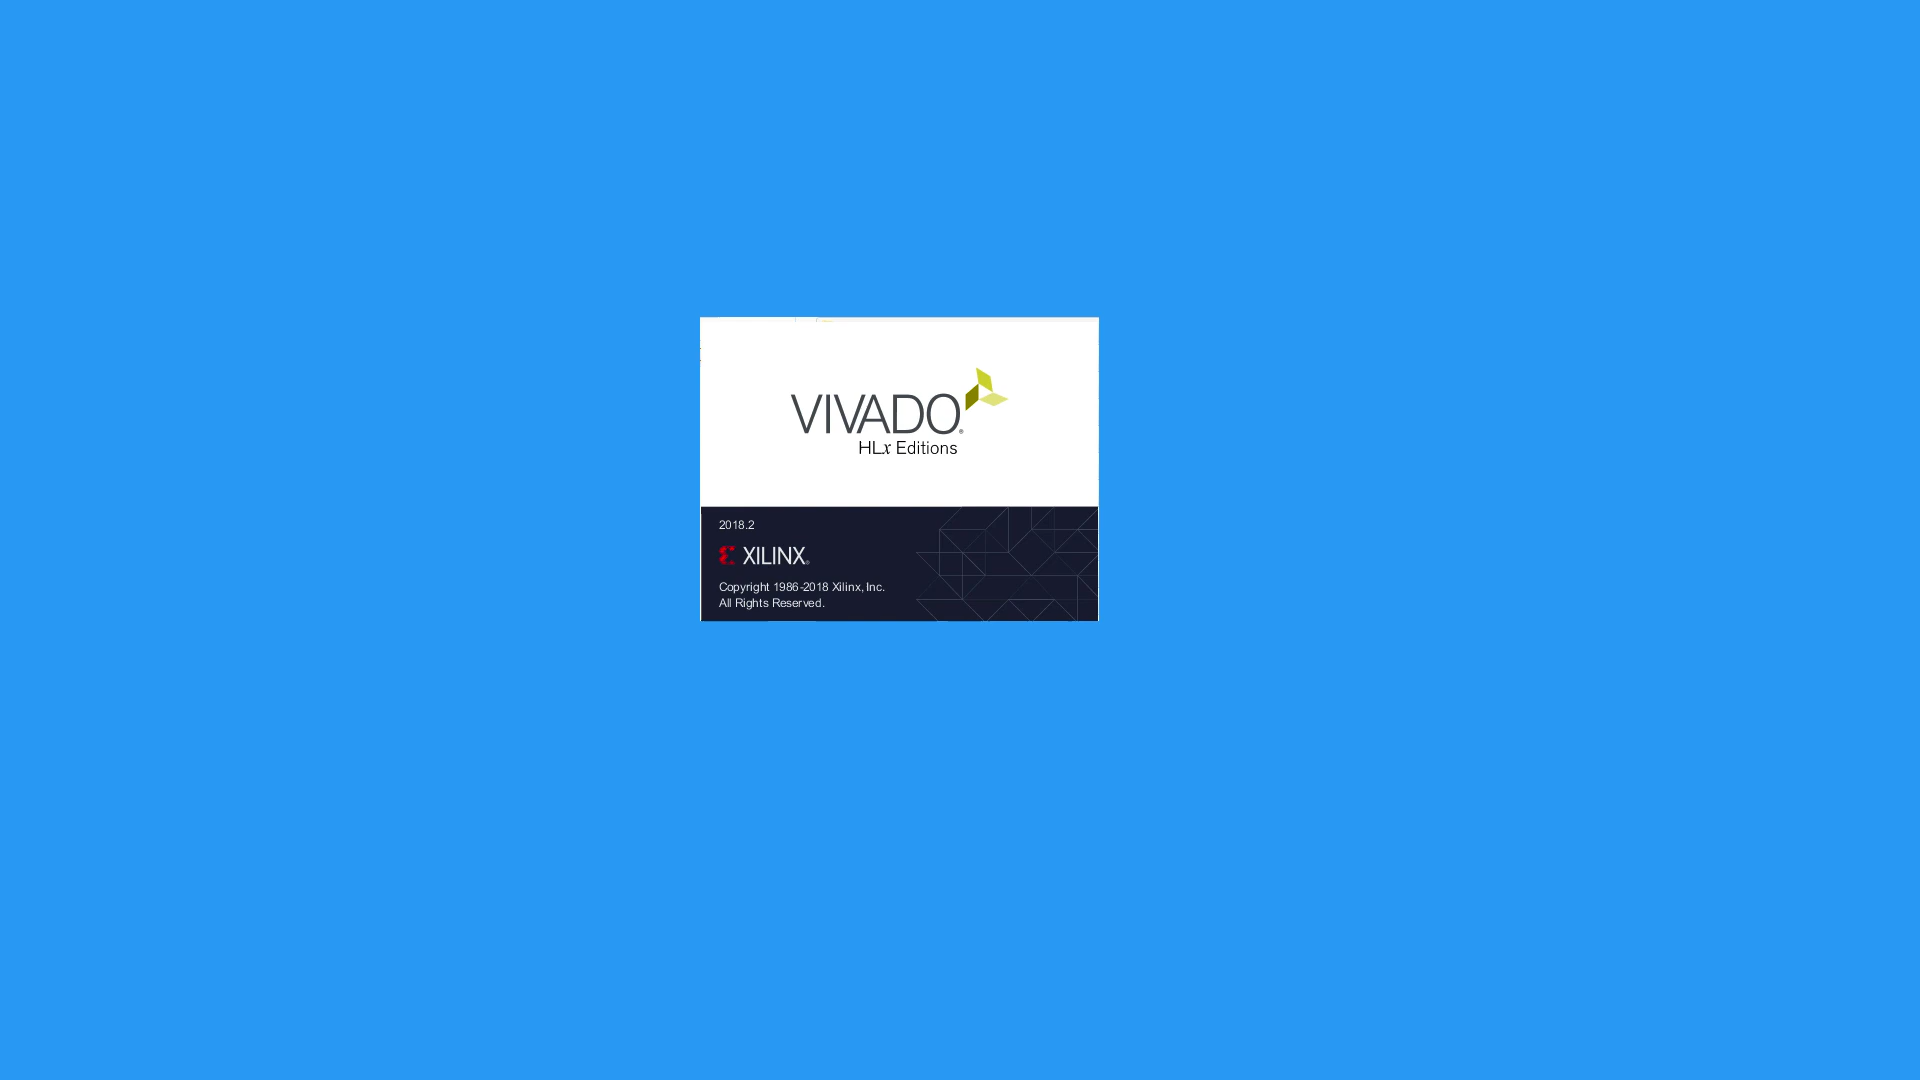 VIVADO®
HLx Editions
2018.2
XILINX®
Copyright 1986-2018 Xilinx, Inc.
All Rights Reserved.